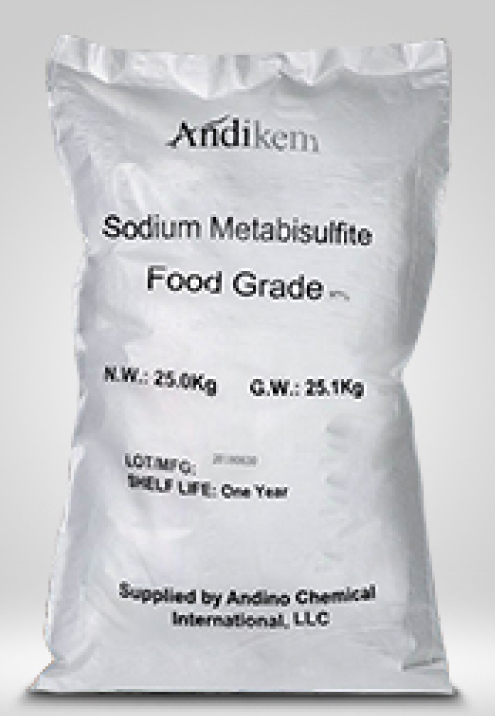 Andikem
Sodium Metabisulfite
Food Grade
N.W.: 25.0Kg G.W.: 25.1Kg
LOT/MFG:
SHELF LIFE: One Year
Supplied by Andino Chemical
International, LLC